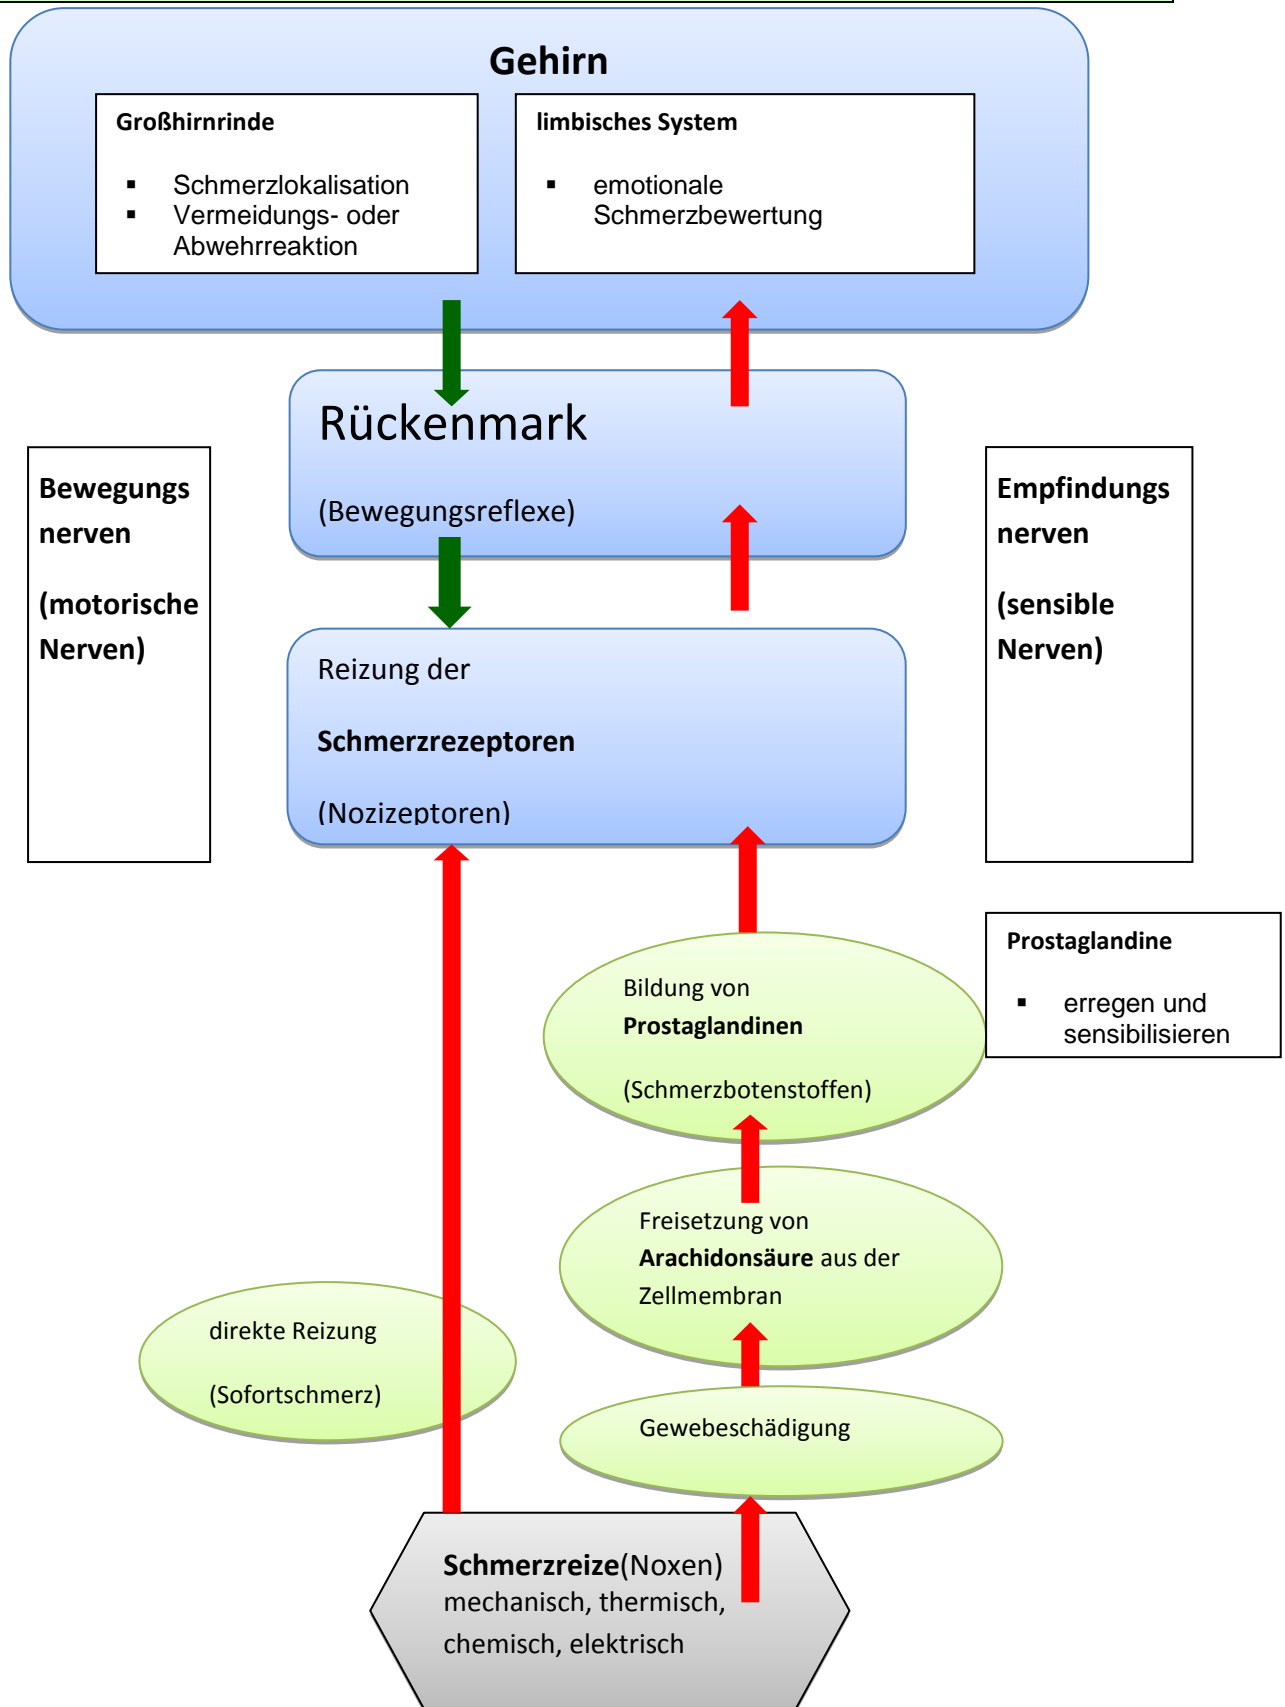 Gehirn
Großhirnrinde
▪ Schmerzlokalisation
▪ Vermeidungs- oder
Abwehrreaktion
limbisches System
▪ emotionale
Schmerzbewertung
Rückenmark
(Bewegungsreflexe)
Bewegungs
nerven
(motorische
Nerven)
Empfindungs
nerven
(sensible
Nerven)
Reizung der
Schmerzrezeptoren
(Nozizeptoren)
Prostaglandine
▪ erregen und
sensibilisieren
Bildung von
Prostaglandinen
(Schmerzbotenstoffen)
Freisetzung von
Arachidonsäure aus der
Zellmembran
direkte Reizung
(Sofortschmerz)
Gewebeschädigung
Schmerzreize(Noxen)
mechanisch, thermisch,
chemisch, elektrisch